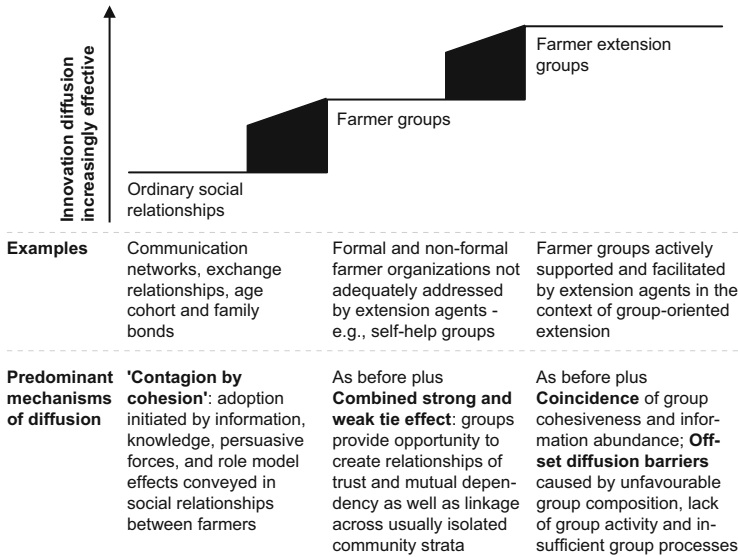 Innovation diffusion
increasingly effective
Farmer extension
groups
Farmer groups
Ordinary social
relationships
Examples
Communication
networks, exchange
relationships, age
cohort and family
bonds
Formal and non-formal
farmer organizations not
adequately addressed
by extension agents -
e.g., self-help groups
Farmer groups actively
supported and facilitated
by extension agents in the
context of group-oriented
extension
Predominant
mechanisms
of diffusion
'Contagion by
cohesion': adoption
initiated by information,
knowledge, persuasive
forces, and role model
effects conveyed in
social relationships
between farmers
As before plus
Combined strong and
weak tie effect: groups
provide opportunity to
create relationships of
trust and mutual depen-
dency as well as linkage
across usually isolated
community strata
As before plus
Coincidence of group
cohesiveness and infor-
mation abundance; Off-
set diffusion barriers
caused by unfavourable
group composition, lack
of group activity and in-
sufficient group processes